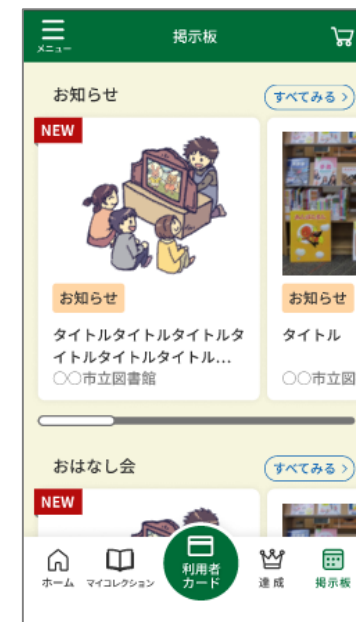 メニュー
掲示板
お知らせ
すべてみる
NEW
お知らせ
タイトルタイトルタイトルタ
イトルタイトルタイトル...
○○市立図書館
お知らせ
タイトル
○○市立図
おはなし会
すべてみる
NEW
ホーム
マイコレクション
利用者
カード
達成
掲示板